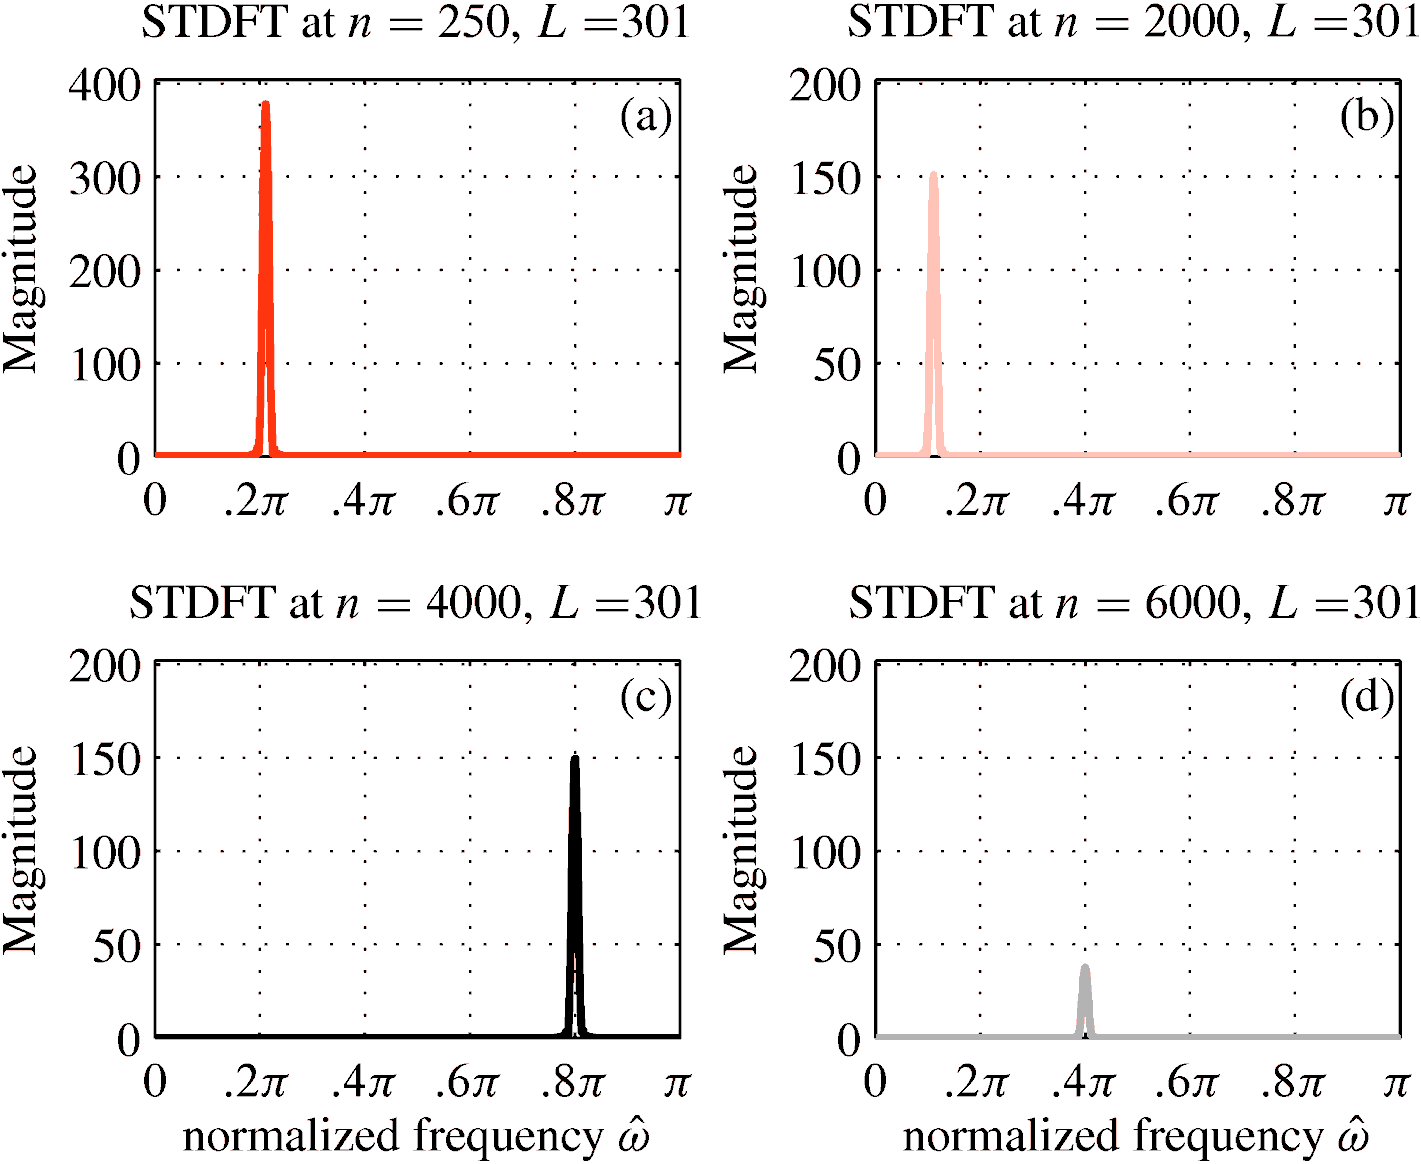 STDFT at n = 250, L =301
(a)
400
300
200
100
0
Magnitude
0 .2π .4π .6π .8π π
STDFT at n = 2000, L =301
(b)
200
150
100
50
0
Magnitude
0 .2π .4π .6π .8π π
STDFT at n = 4000, L =301
(c)
200
150
100
50
0
Magnitude
0 .2π .4π .6π .8π π
normalized frequency ω̂
STDFT at n = 6000, L =301
(d)
200
150
100
50
0
Magnitude
0 .2π .4π .6π .8π π
normalized frequency ω̂